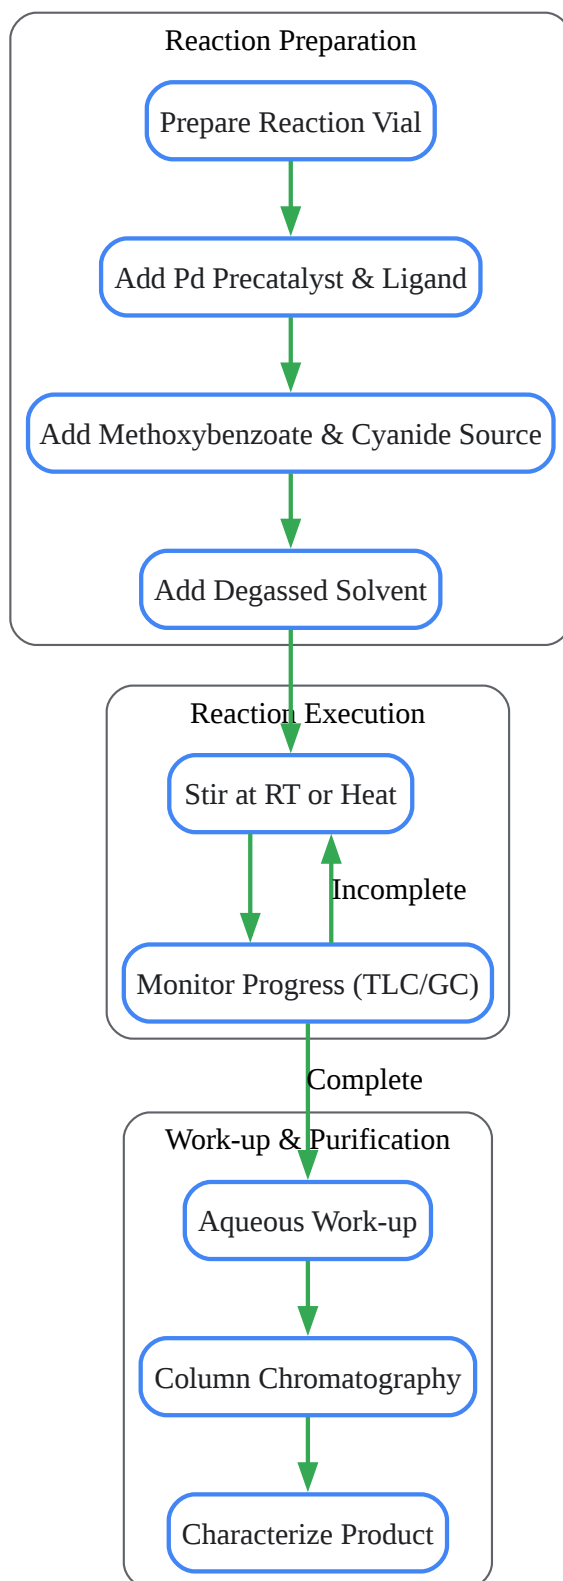 Reaction Preparation
Prepare Reaction Vial
Add Pd Precatalyst & Ligand
Add Methoxybenzoate & Cyanide Source
Add Degassed Solvent
Reaction Execution
Stir at RT or Heat
Incomplete
Monitor Progress (TLC/GC)
Complete
Work-up & Purification
Aqueous Work-up
Column Chromatography
Characterize Product